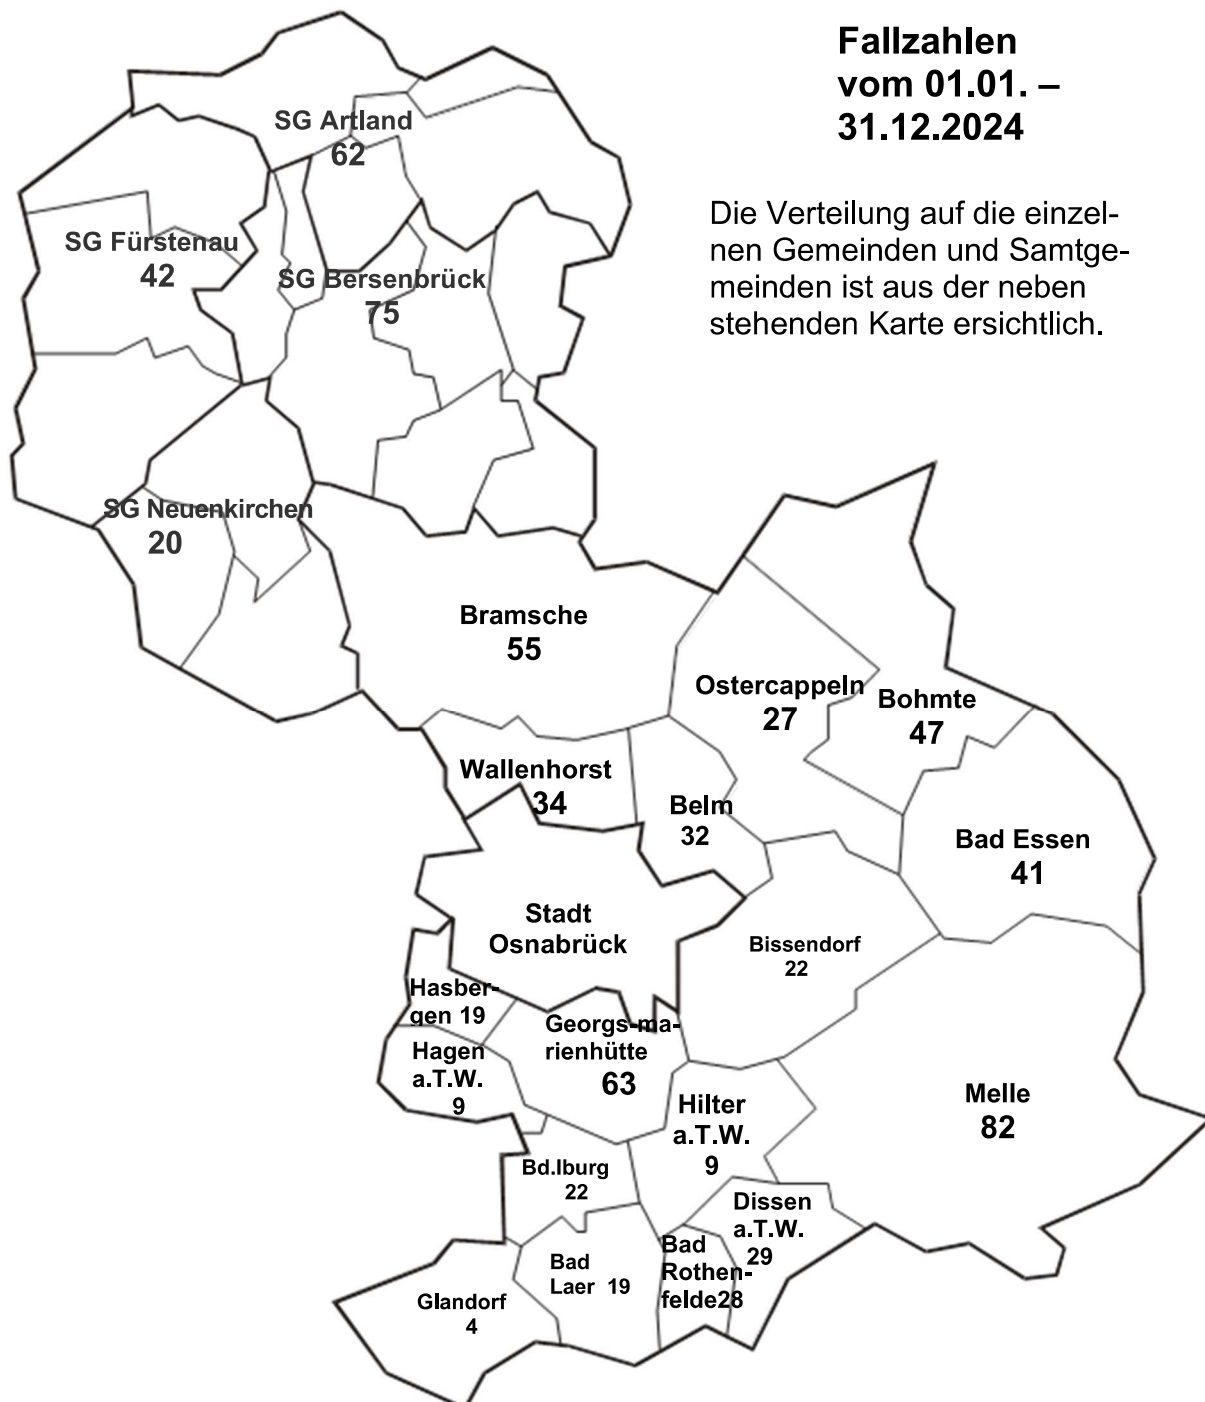 Fallzahlen
vom 01.01. –
31.12.2024
Die Verteilung auf die einzel-
nen Gemeinden und Samtge-
meinden ist aus der neben
stehenden Karte ersichtlich.
SG Artland
62
SG Fürstenau
42
SG Bersenbrück
75
SG Neuenkirchen
20
Bramsche
55
Ostercappeln
27
Bohmte
47
Wallenhorst
34
Belm
32
Bad Essen
41
Stadt
Osnabrück
Bissendorf
22
Hasber-
gen 19
Georgs-ma-
rienhütte
63
Hagen
a.T.W.
9
Hilter
a.T.W.
9
Melle
82
Bd.Iburg
22
Dissen
a.T.W.
29
Bad
Laer 19
Bad
Rothen-
felde28
Glandorf
4